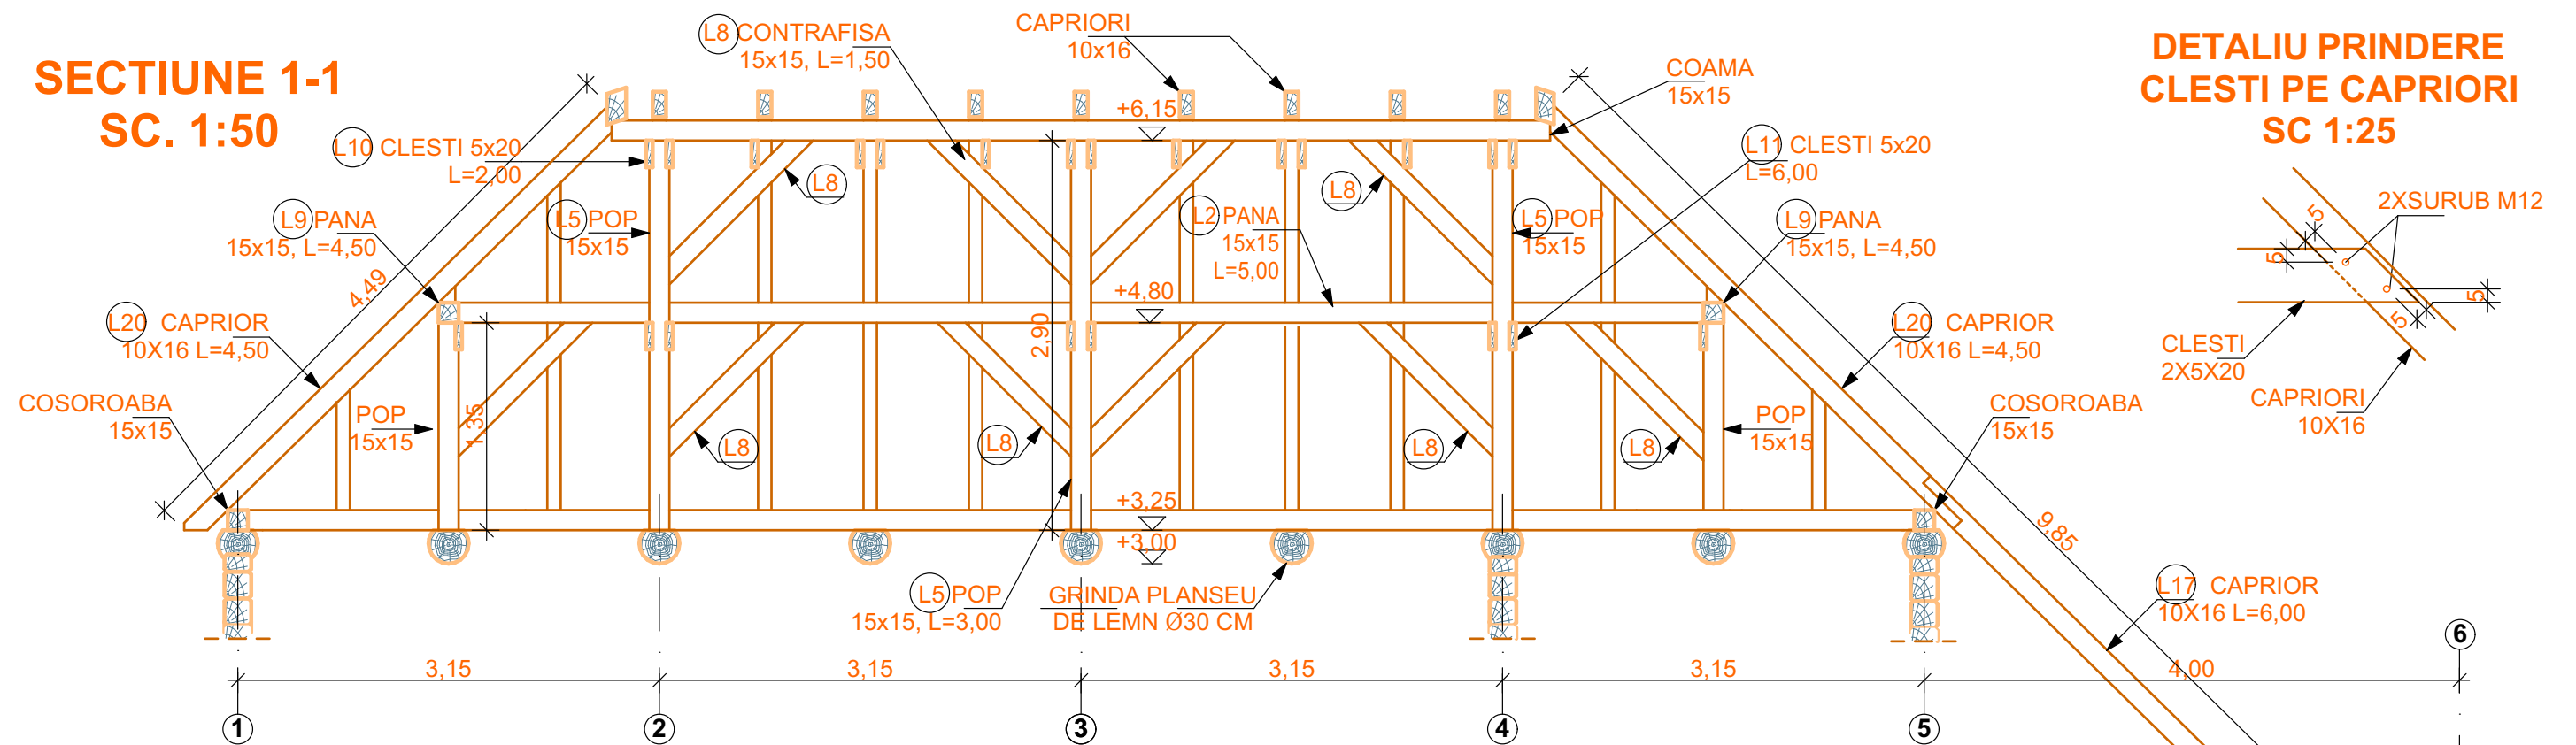 SECTIUNE 1-1
SC. 1:50
L8 CONTRAFISA
15x15, L=1,50
CAPRIORI
10x16
COAMA
15x15
DETALIU PRINDERE
CLESTI PE CAPRIORI
SC 1:25
+6,15
L10 CLESTI 5x20
L=2,00
L8
L8
L11 CLESTI 5x20
L=6,00
2XSURUB M12
5
5
5
5
CLESTI
2X5X20
CAPRIORI
10X16
L9 PANA
15x15, L=4,50
L5 POP
15x15
L2 PANA
15x15
L=5,00
L5 POP
15x15
L9 PANA
15x15, L=4,50
4,49
+4,80
2,90
L20 CAPRIOR
10X16 L=4,50
L20 CAPRIOR
10X16 L=4,50
COSOROABA
15x15
POP
15x15
1,35
L8
L8
L8
L8
POP
15x15
COSOROABA
15x15
+3,25
+3,00
9,85
L5 POP
15x15, L=3,00
GRINDA PLANSEU
DE LEMN Ø30 CM
L17 CAPRIOR
10X16 L=6,00
3,15
3,15
3,15
3,15
4,00
1
2
3
4
5
6